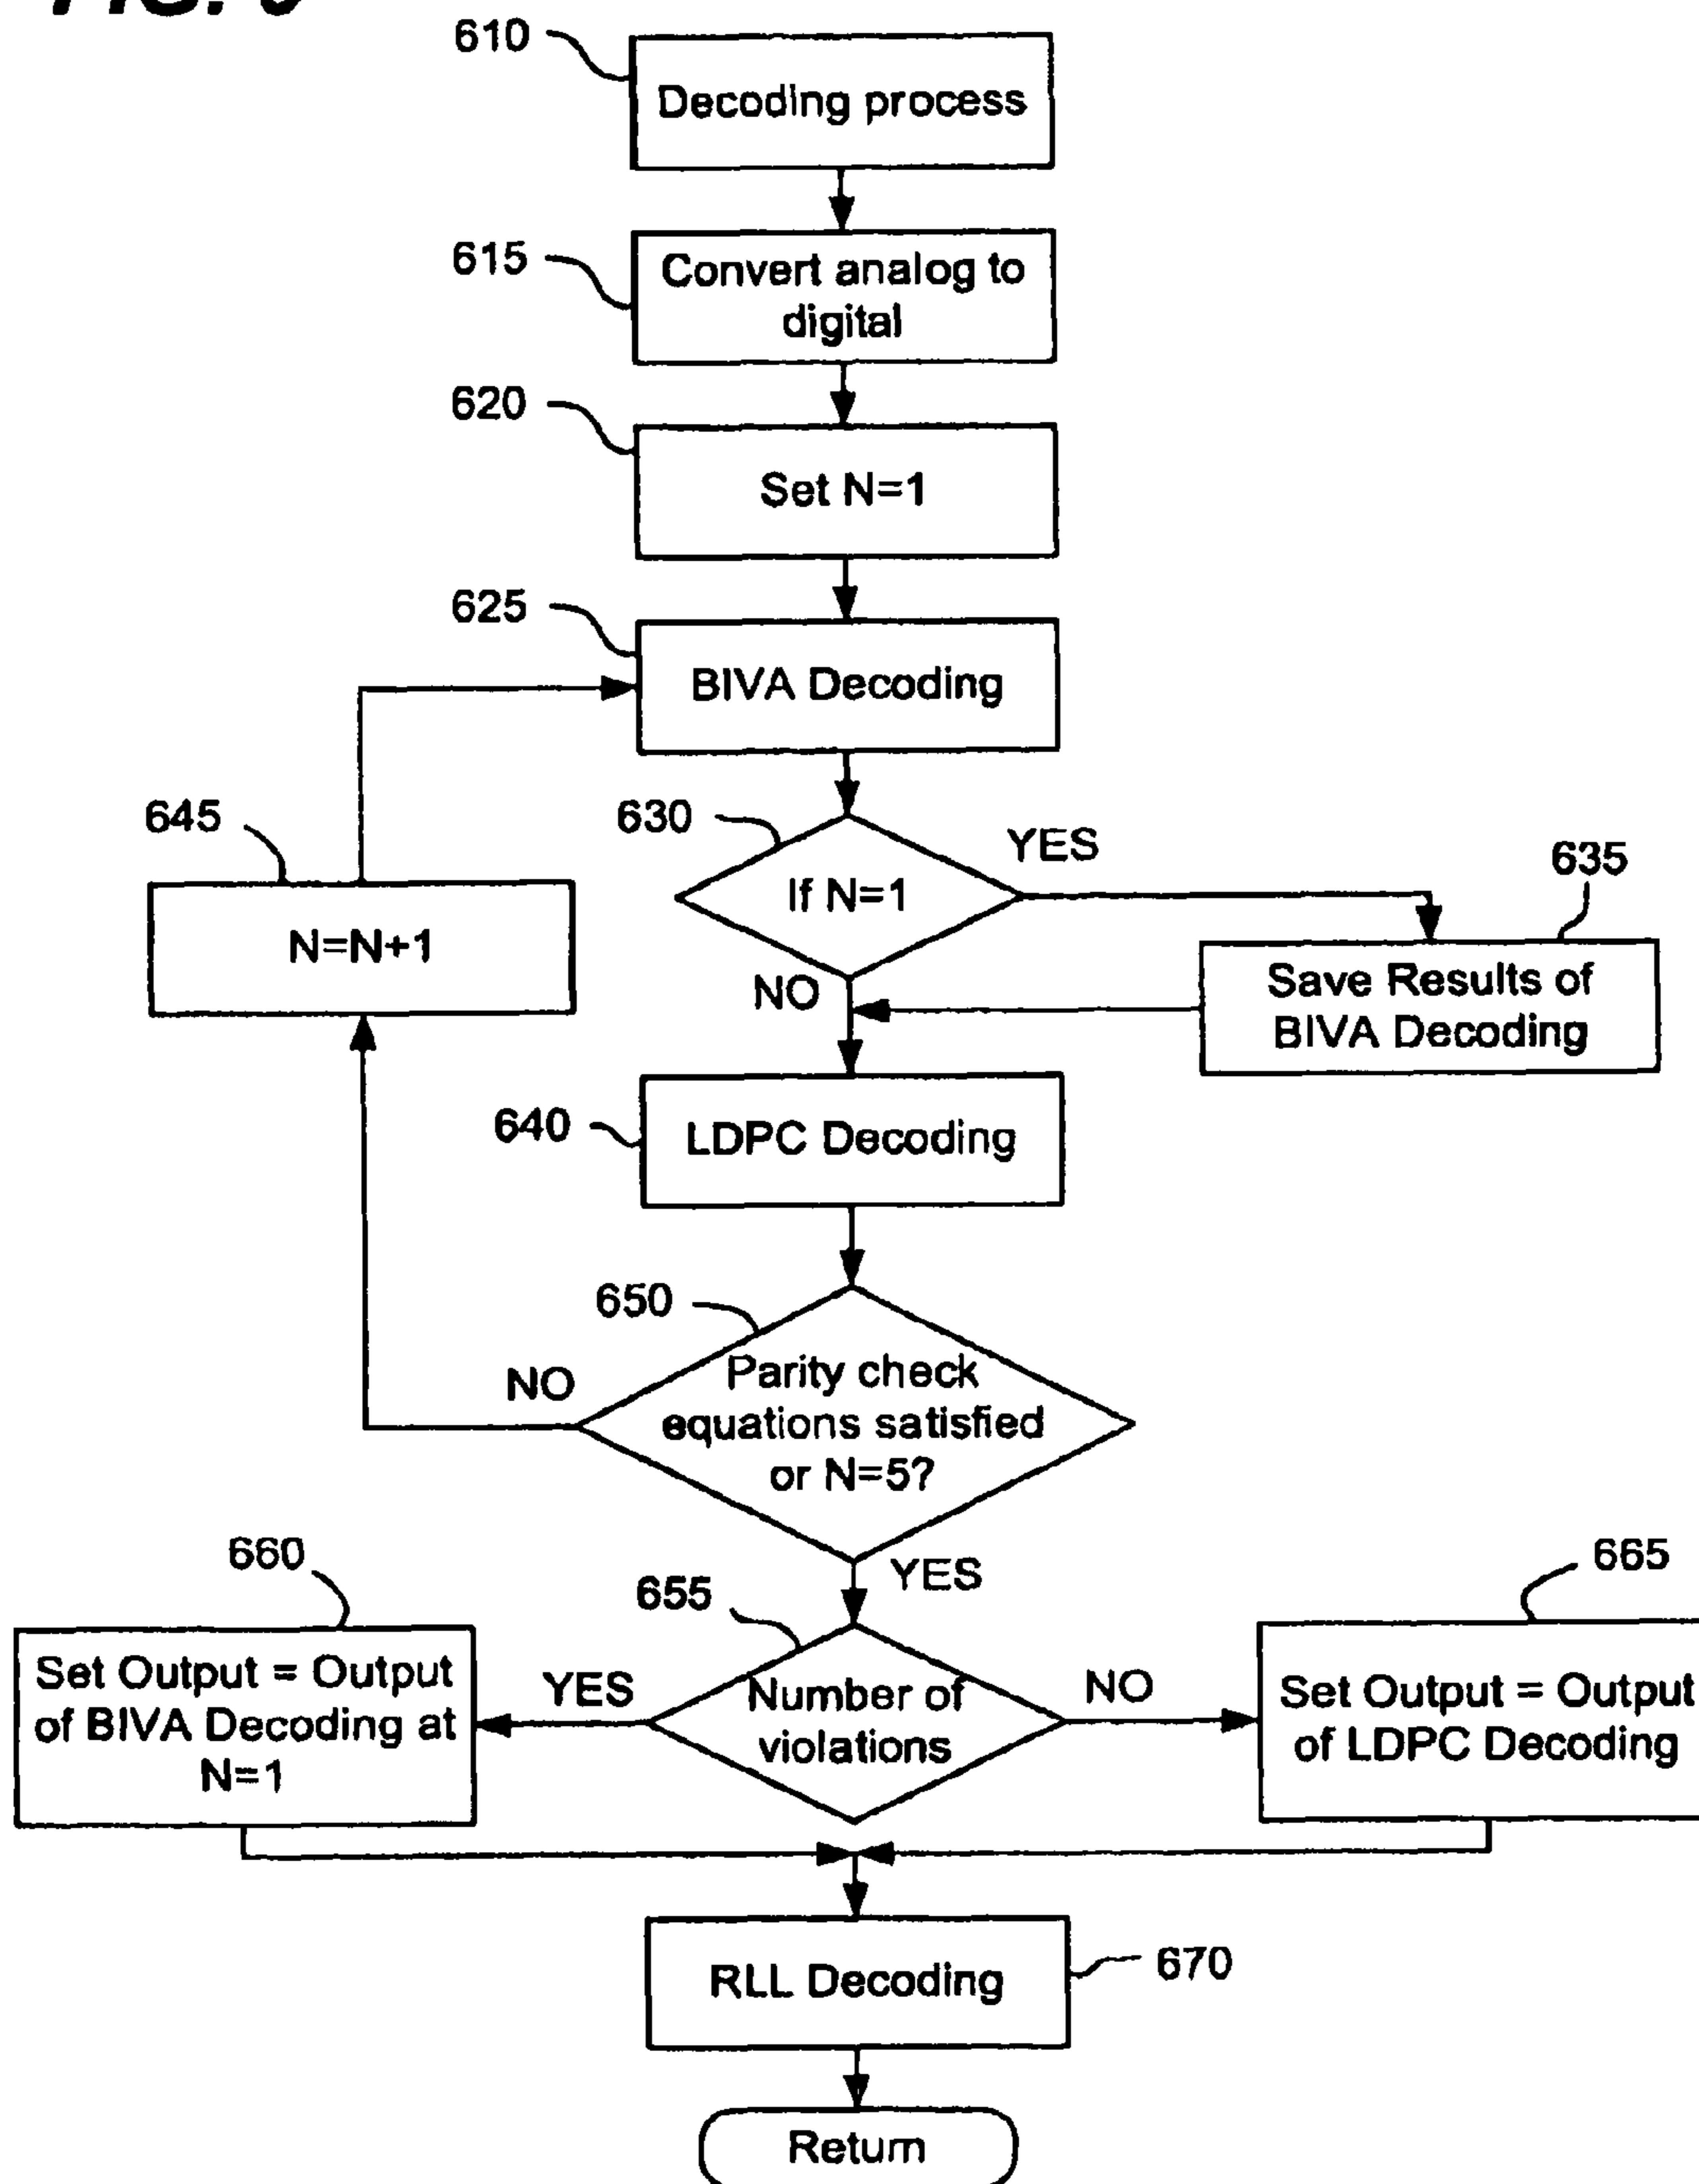 FIG.
610
Decoding process
615
Convert analog to
digital
620
Set N=1
625
BIVA Decoding
645
630
YES
635
If N=1
N=N+1
NO
Save Results of
BIVA Decoding
640
LDPC Decoding
650
Parity check
equations satisfied
or N=5?
NO
660
YES
665
655
Set Output = Output
of BIVA Decoding at
N=1
YES
Number of
violations
NO
Set Output = Output
of LDPC Decoding
RLL Decoding
670
Return